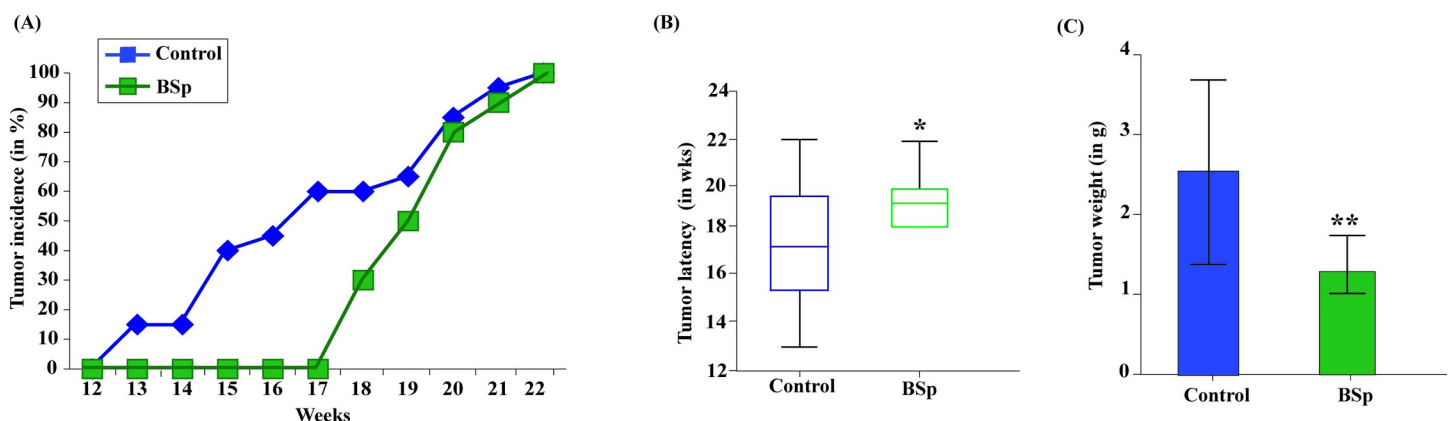 (A)
Control
BSp
Tumor incidence (in %)
100
90
80
70
60
50
40
30
20
10
0
12 13 14 15 16 17 18 19 20 21 22
Weeks
(B)
Tumor latency (in wks)
24
22
20
18
16
14
12
*
Control BSp
(C)
Tumor weight (in g)
4
3
2
1
0
**
Control BSp